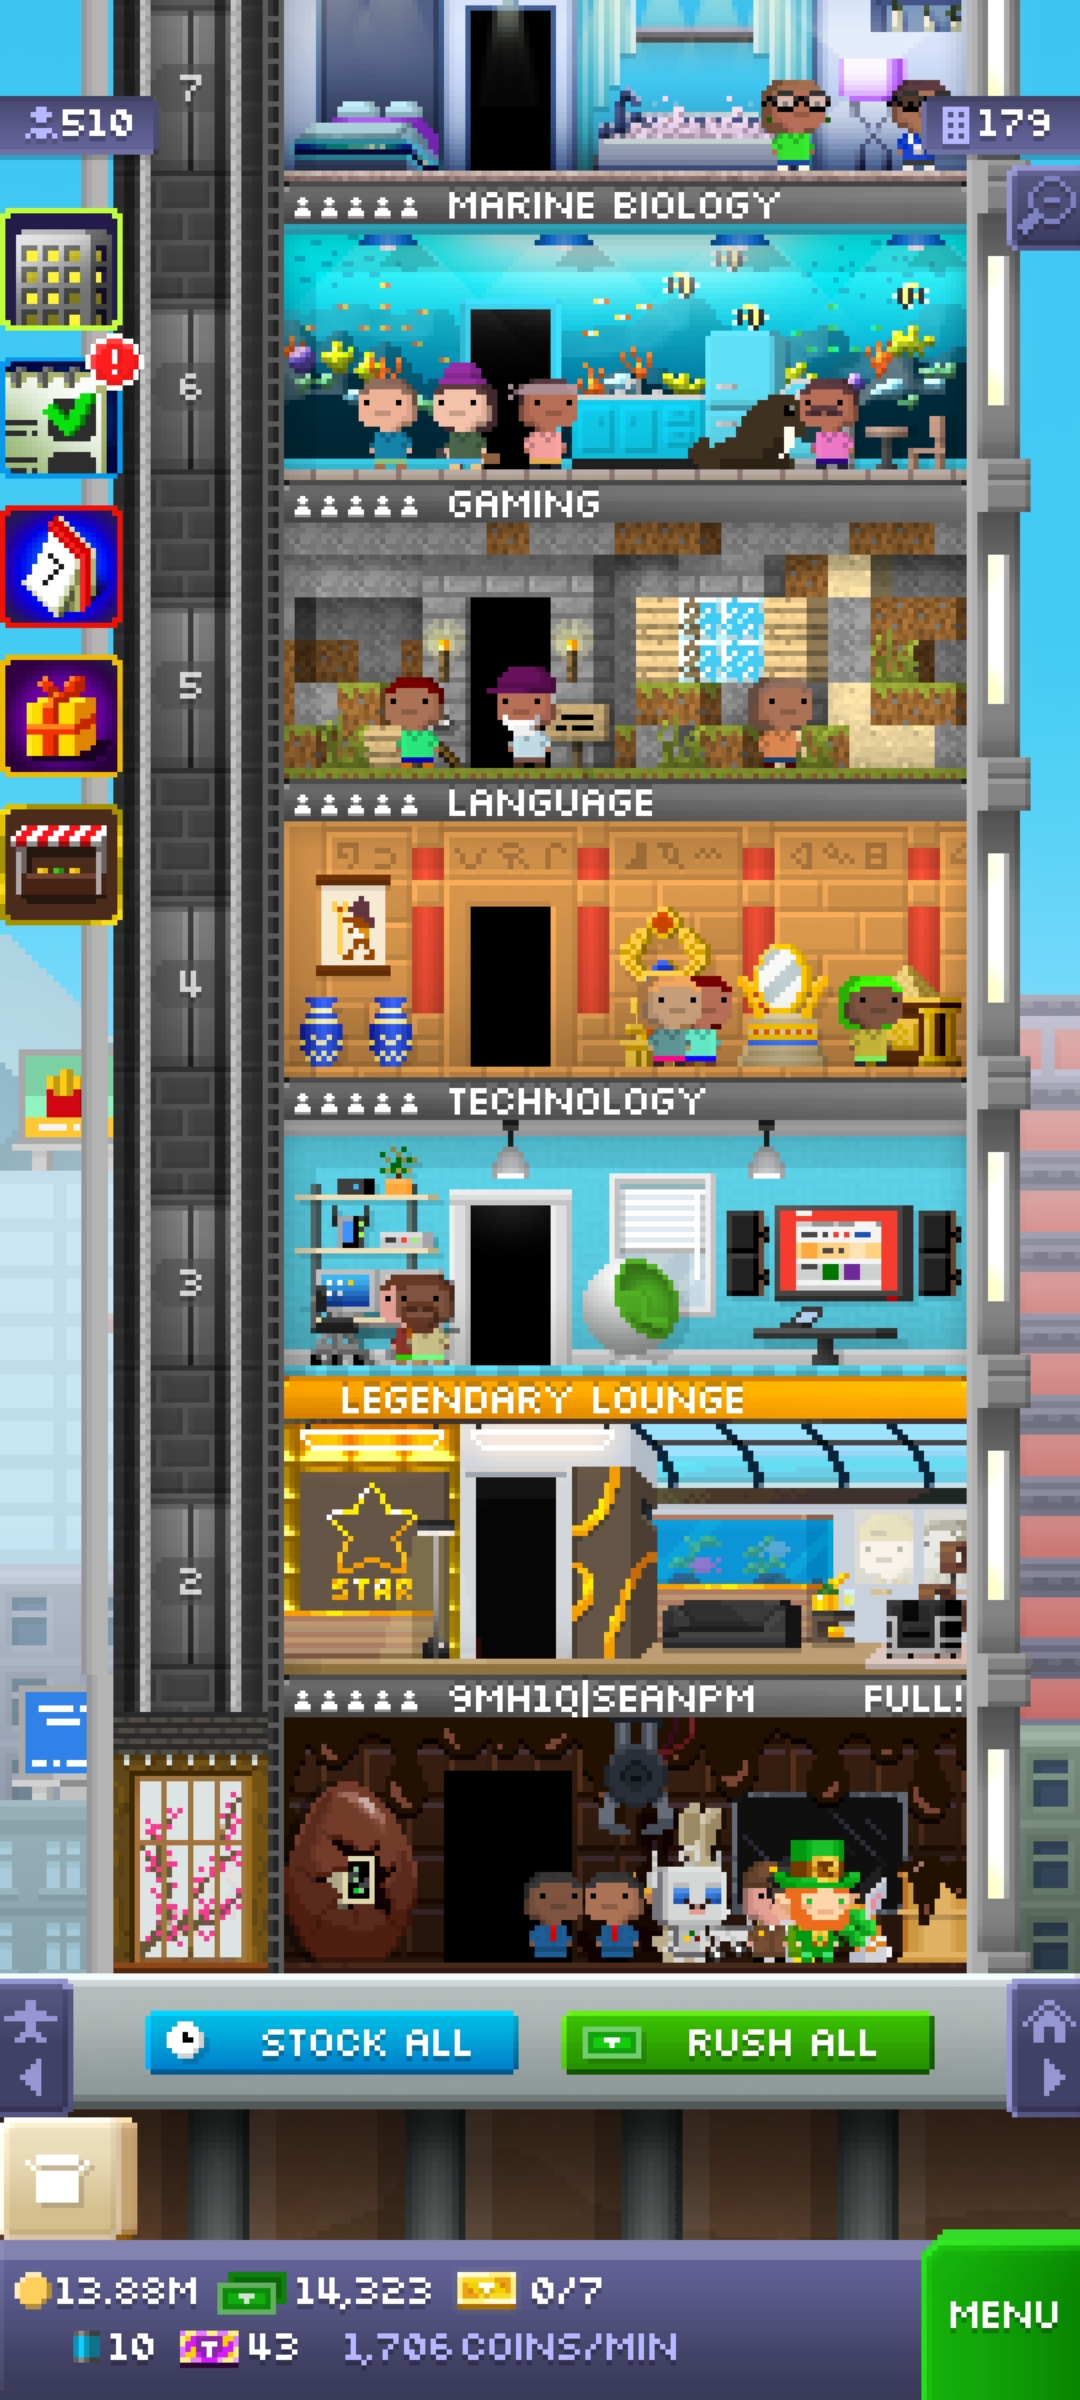 7
510
179
MARINE BIOLOGY
6
7
GAMING
5
LANGUAGE
4
TECHNOLOGY
3
LEGENDARY LOUNGE
STAR
2
9MH1Q|SEANPM FULL!
STOCK ALL
RUSH ALL
13.88M 14,323 0/7
10 43 1,706 COINS/MIN
MENU